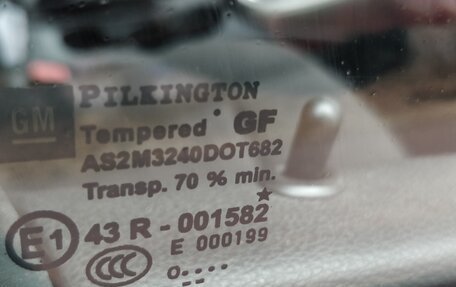 PILKINGTON
GM
Tempered GF
AS2M3240DOT682
Transp. 70 % min.
E1 43 R - 001582
E 000199
CCC